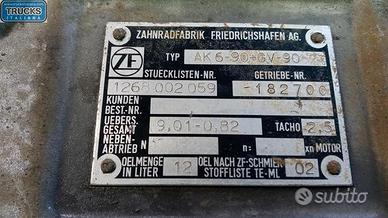 TRUCKS
ITALIA
ZAHNRADFABRIK FRIEDRICHSHAFEN AG.
ZF
TYP AK 6-90+GV-90
STUECKLISTEN-NR. GETRIEBE-NR.
1268 002 059 -182700
KUNDEN
BEST.-NR.
UEBERS. GESAMT 9,01-0,82 TACHO 2,5
NEBEN-
ABTRIEB N n MOTOR
OELMENGE IN LITER 12 OEL NACH ZF-SCHMIER-
STOFFLISTE TE-ML 02
subito